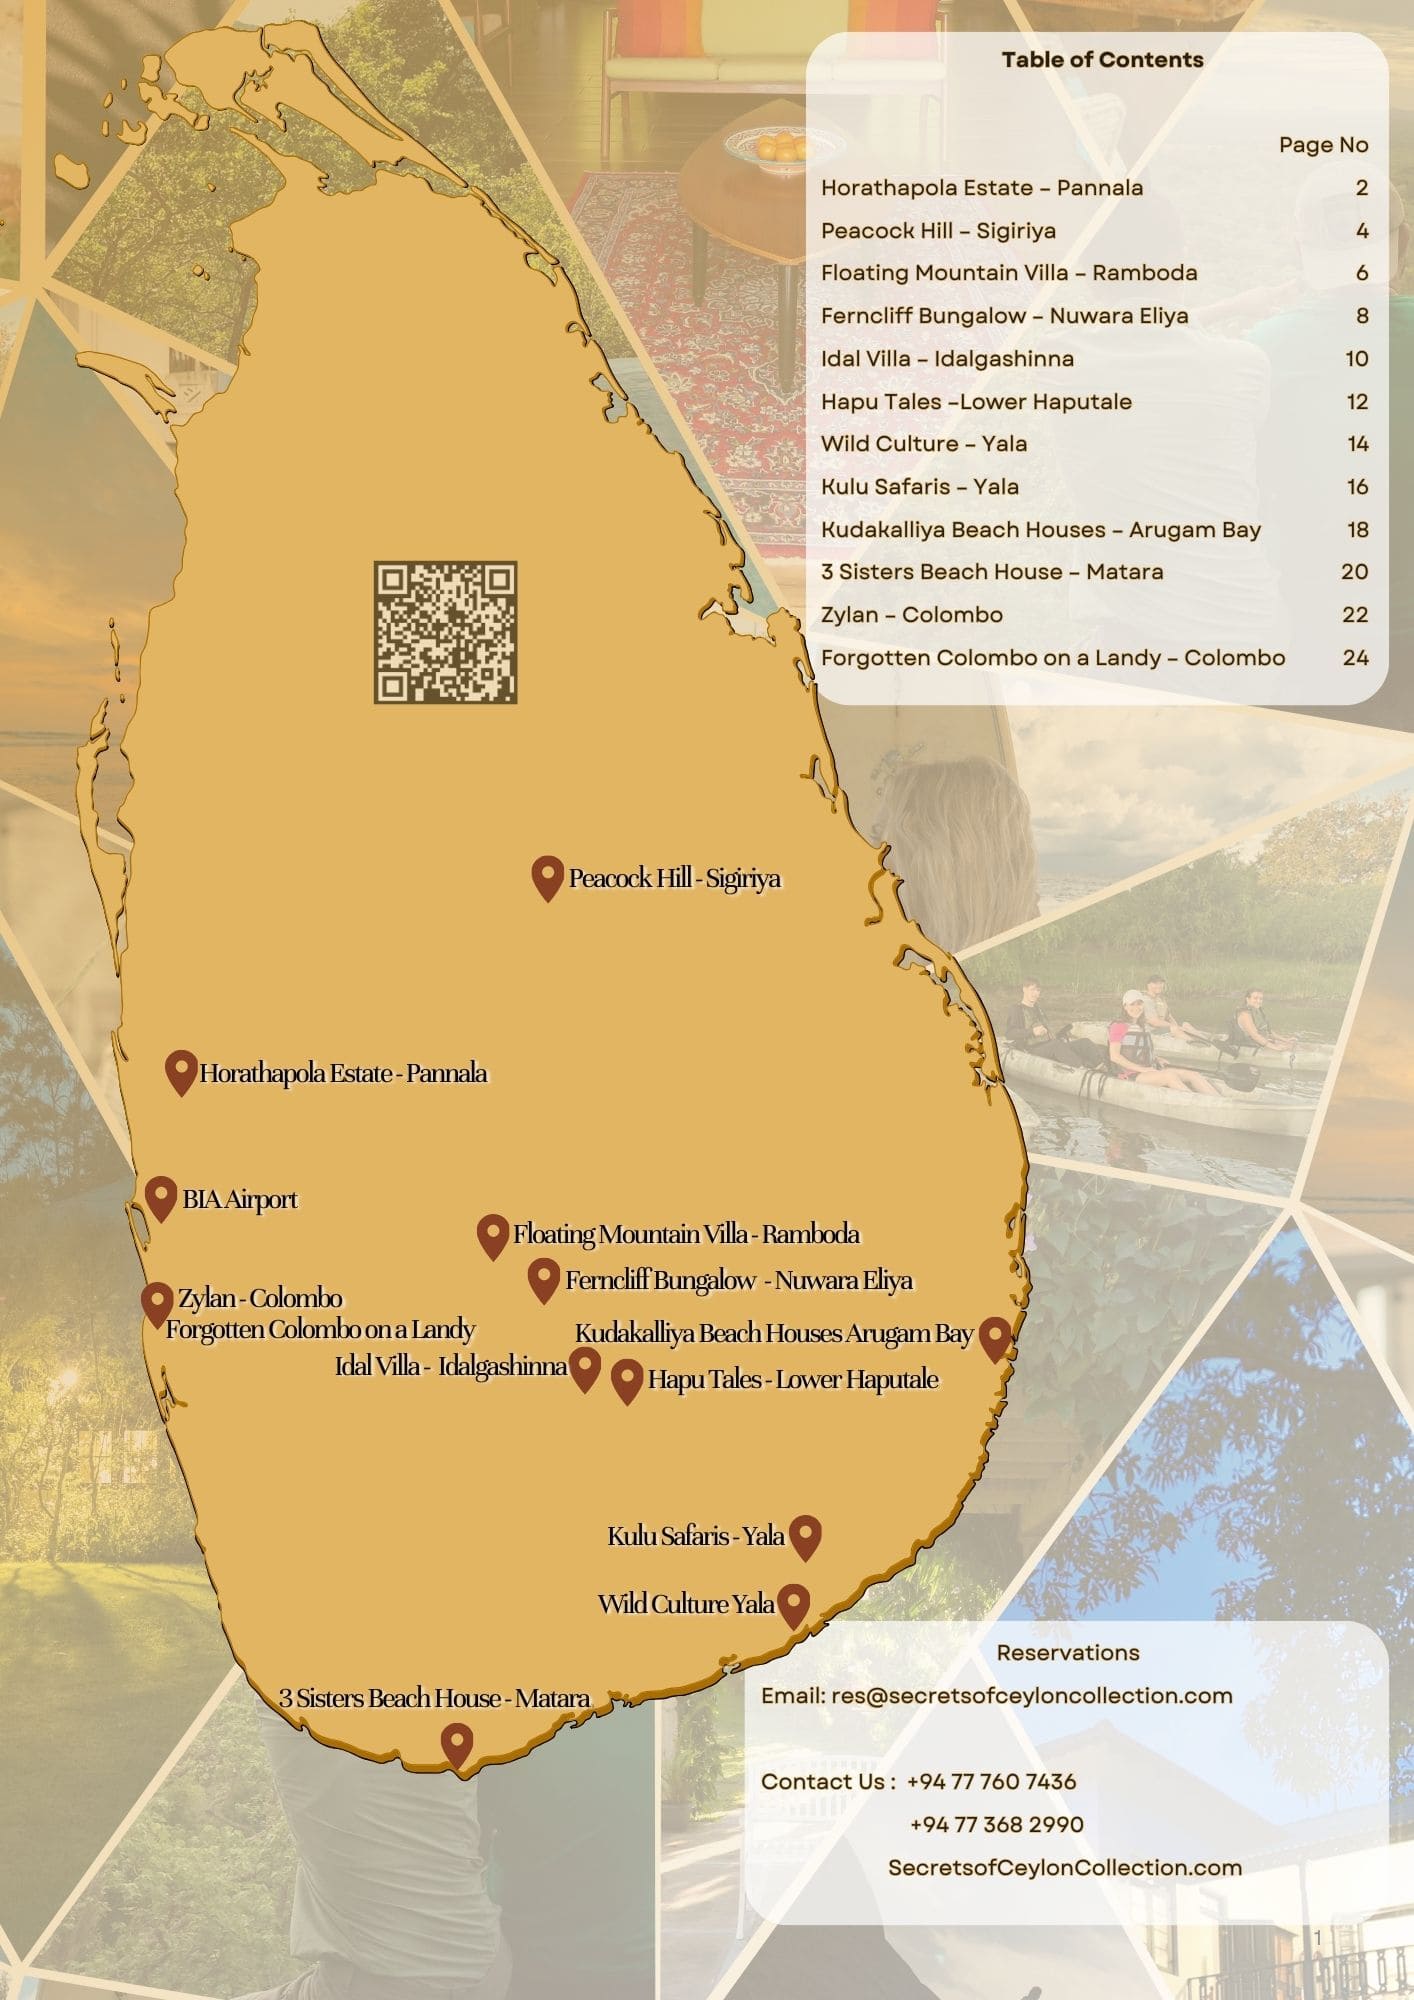 Table of Contents
Page No
Horathapola Estate – Pannala 2
Peacock Hill – Sigiriya 4
Floating Mountain Villa – Ramboda 6
Ferncliff Bungalow – Nuwara Eliya 8
Idal Villa – Idalgashinna 10
Hapu Tales –Lower Haputale 12
Wild Culture – Yala 14
Kulu Safaris – Yala 16
Kudakalliya Beach Houses – Arugam Bay 18
3 Sisters Beach House – Matara 20
Zylan – Colombo 22
Forgotten Colombo on a Landy – Colombo 24
Peacock Hill - Sigiriya
Horathapola Estate - Pannala
BIA Airport
Floating Mountain Villa - Ramboda
Ferncliff Bungalow - Nuwara Eliya
Zylan - Colombo
Forgotten Colombo on a Landy
Kudakalliya Beach Houses Arugam Bay
Idal Villa - Idalgashinna
Hapu Tales - Lower Haputale
Kulu Safaris - Yala
Wild Culture Yala
3 Sisters Beach House - Matara
Reservations
Email: res@secretsofceyloncollection.com
Contact Us : +94 77 760 7436
+94 77 368 2990
SecretsofCeylonCollection.com
1